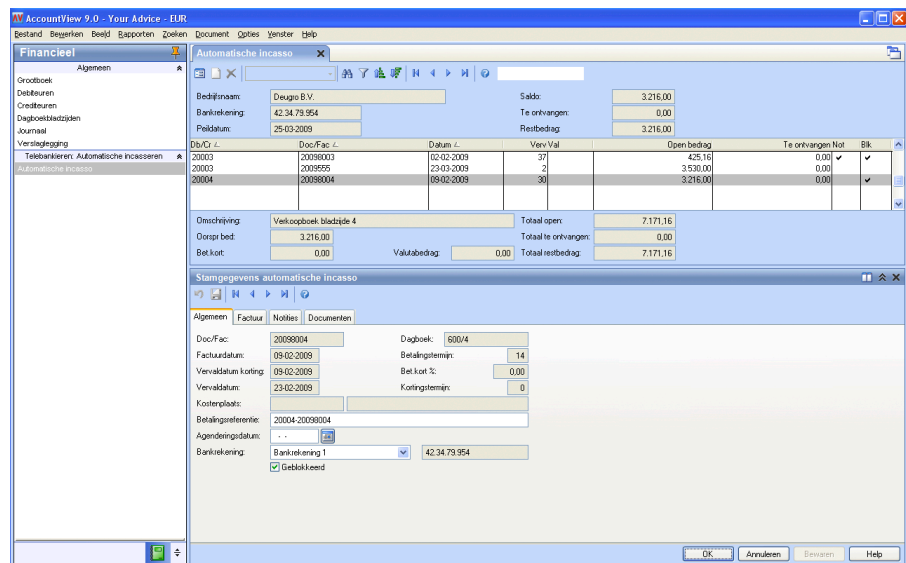 AccountView 9.0 - Your Advice - EUR
Bestand Bewerken Beeld Rapporten Zoeken Document Opties Venster Help
Financieel
Automatische incasso
Algemeen
Grootboek
Debiteuren
Crediteuren
Dagboekbladzijden
Journaal
Verslaglegging
Telebankieren: Automatische incasseren
Automatische incasso
Bedrijfsnaam: Deugro B.V. Saldo: 3.216,00
Bankrekening: 42.34.79.954 Te ontvangen: 0,00
Peildatum: 25-03-2009 Restbedrag: 3.216,00
Db/Cr Doc/Fac Datum Verv Val Open bedrag Te ontvangen Not Blk
20003 20098003 02-02-2009 37 425,16 0,00
20003 2009555 23-03-2009 2 3.530,00 0,00
20004 20098004 09-02-2009 30 3.216,00 0,00
Omschrijving: Verkoopboek bladzijde 4 Totaal open: 7.171,16
Oorspr bed: 3.216,00 Totaal te ontvangen: 0,00
Bet.kort: 0,00 Valutabedrag: 0,00 Totaal restbedrag: 7.171,16
Stamgegevens automatische incasso
Algemeen Factuur Notities Documenten
Doc/Fac: 20098004 Dagboek: 600/4
Factuurdatum: 09-02-2009 Betalingstermijn: 14
Vervaldatum korting: 09-02-2009 Bet.kort %: 0,00
Vervaldatum: 23-02-2009 Kortingstermijn: 0
Kostenplaats:
Betalingsreferentie: 20004-20098004
Agenderingsdatum: - -
Bankrekening: Bankrekening 1 42.34.79.954
Geblokkeerd
OK Annuleren Bewaren Help